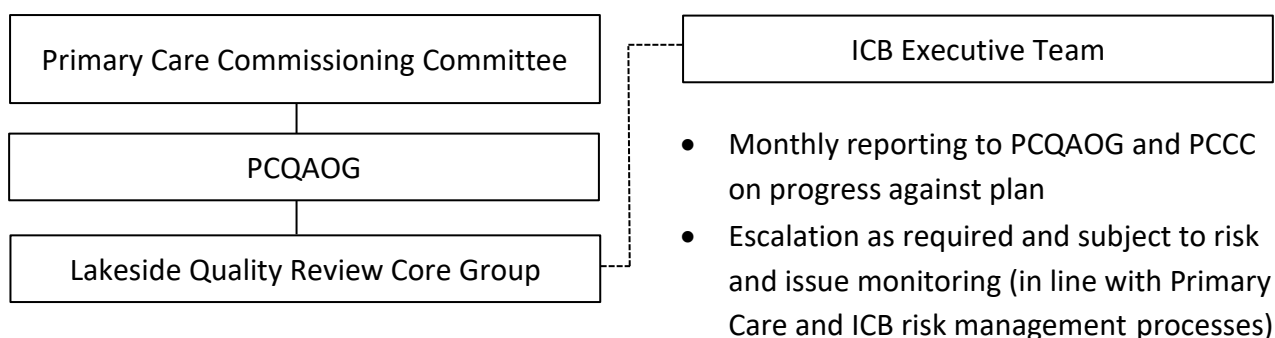 Primary Care Commissioning Committee
PCQAOG
Lakeside Quality Review Core Group
ICB Executive Team
• Monthly reporting to PCQAOG and PCCC
on progress against plan
• Escalation as required and subject to risk
and issue monitoring (in line with Primary
Care and ICB risk management processes)